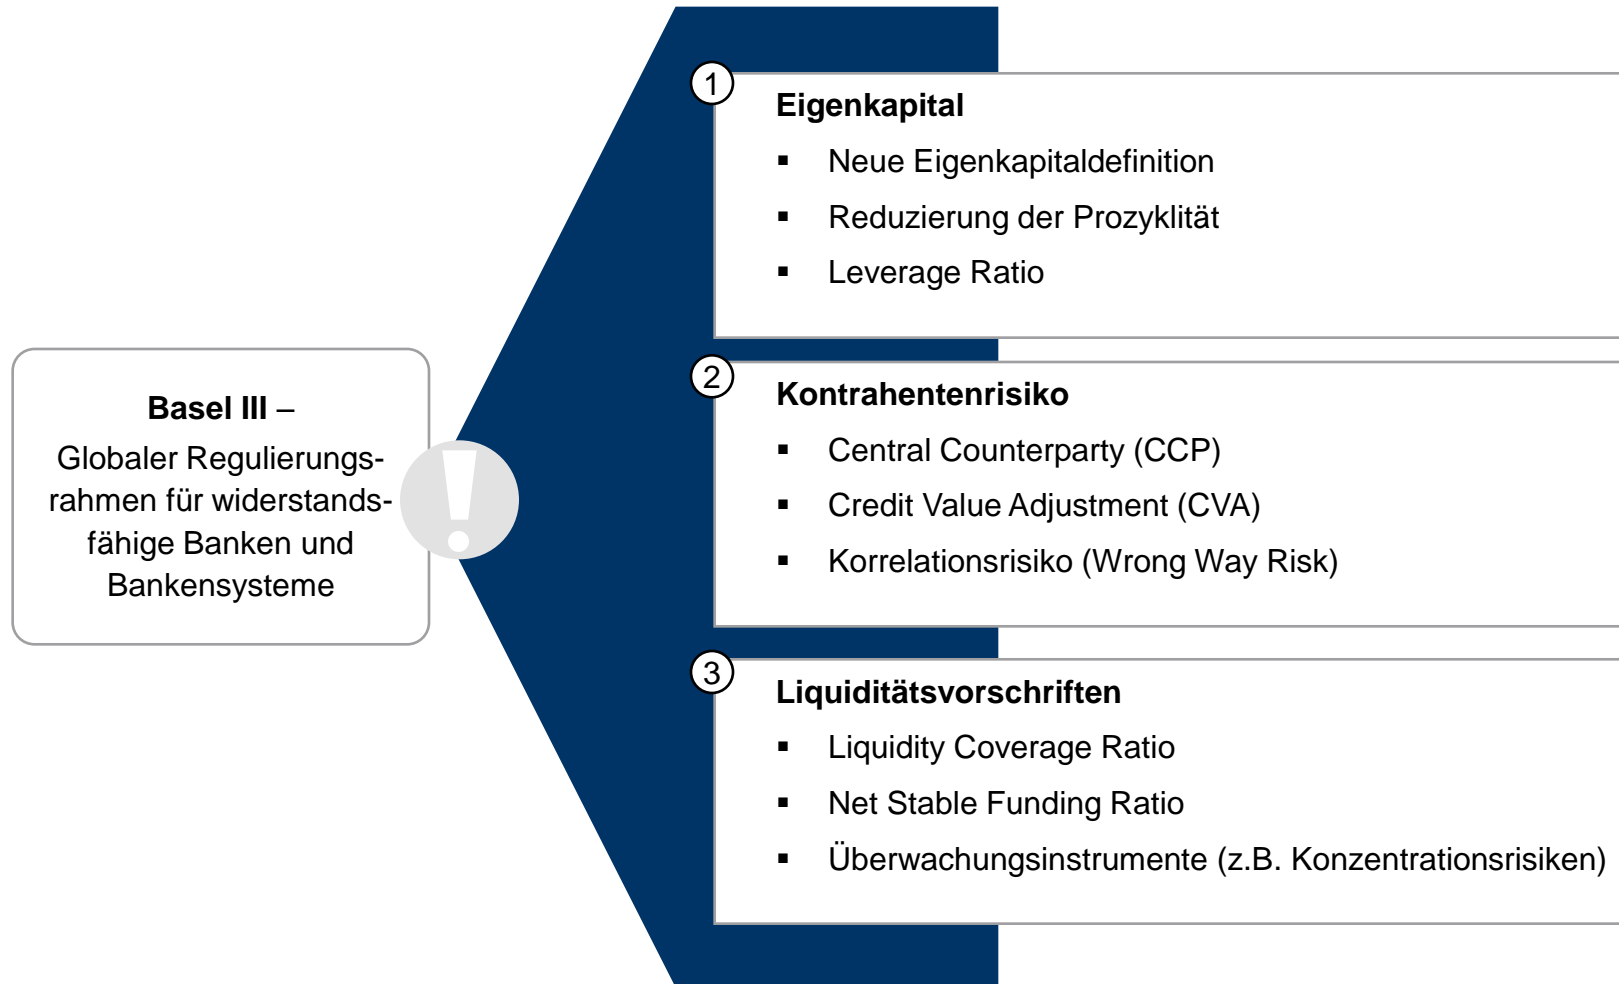 Basel III –
Globaler Regulierungs-
rahmen für widerstands-
fähige Banken und
Bankensysteme
!
1
Eigenkapital
▪ Neue Eigenkapitaldefinition
▪ Reduzierung der Prozyklität
▪ Leverage Ratio
2
Kontrahentenrisiko
▪ Central Counterparty (CCP)
▪ Credit Value Adjustment (CVA)
▪ Korrelationsrisiko (Wrong Way Risk)
3
Liquiditätsvorschriften
▪ Liquidity Coverage Ratio
▪ Net Stable Funding Ratio
▪ Überwachungsinstrumente (z.B. Konzentrationsrisiken)